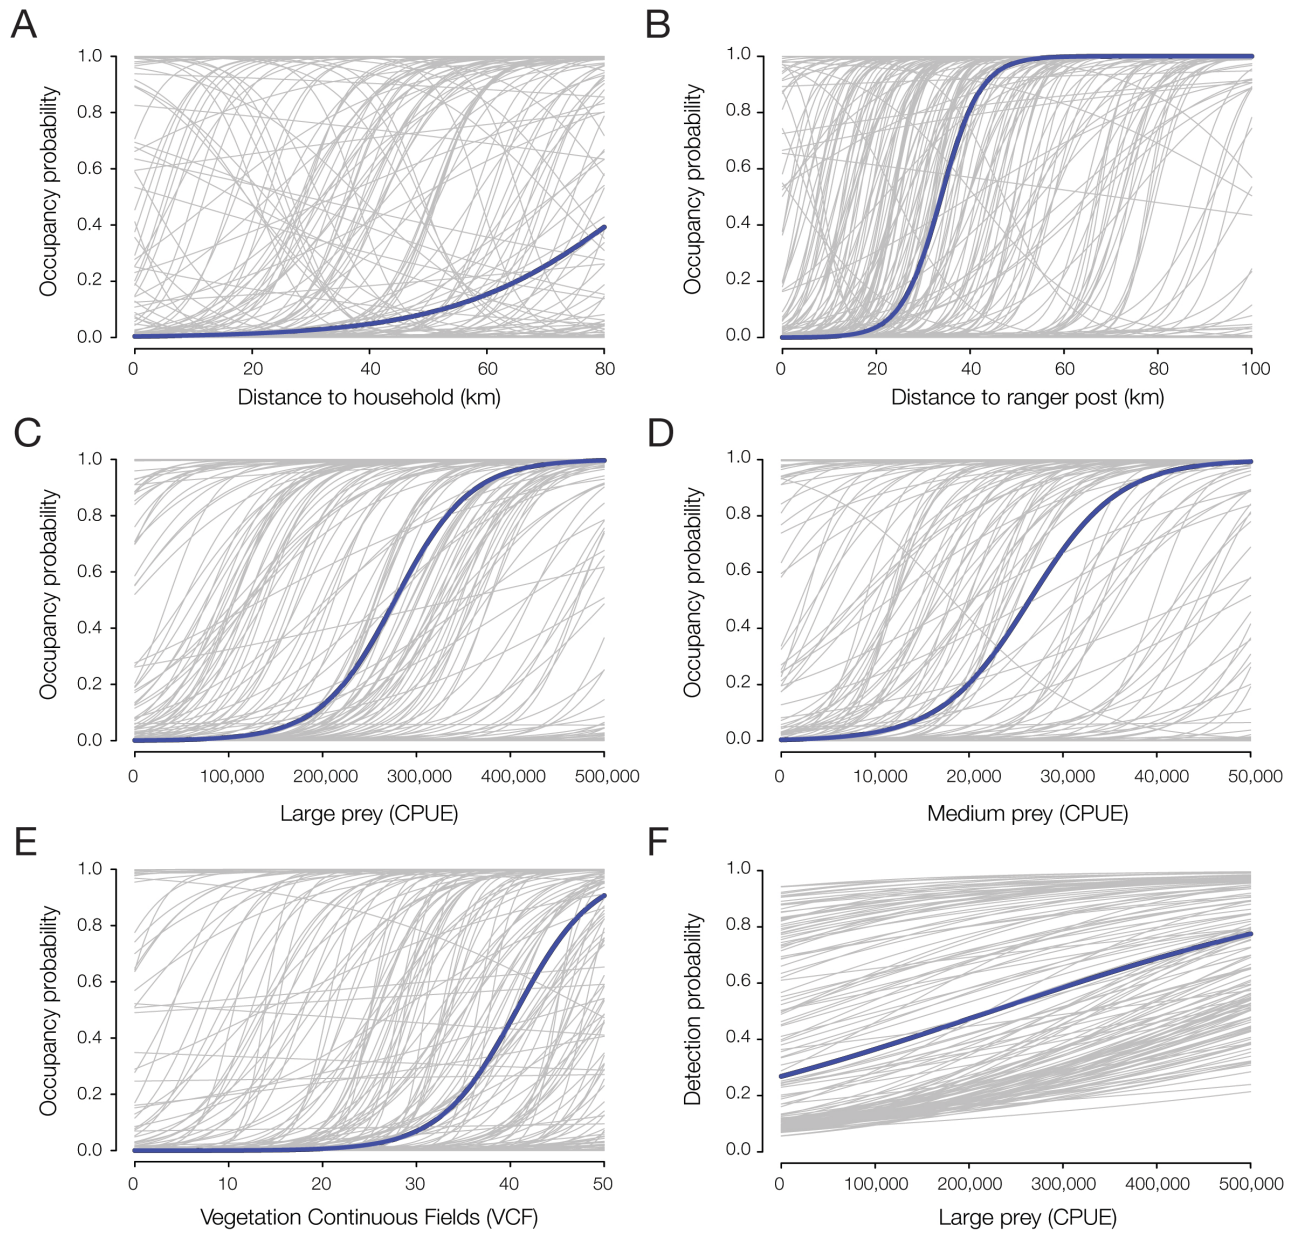 A
B
1.0
0.8
0.6
0.4
0.2
0.0
Occupancy probability
0 20 40 60 80
Distance to household (km)
1.0
0.8
0.6
0.4
0.2
0.0
Occupancy probability
0 20 40 60 80 100
Distance to ranger post (km)
C
D
1.0
0.8
0.6
0.4
0.2
0.0
Occupancy probability
0 100,000 200,000 300,000 400,000 500,000
Large prey (CPUE)
1.0
0.8
0.6
0.4
0.2
0.0
Occupancy probability
0 10,000 20,000 30,000 40,000 50,000
Medium prey (CPUE)
E
F
1.0
0.8
0.6
0.4
0.2
0.0
Occupancy probability
0 10 20 30 40 50
Vegetation Continuous Fields (VCF)
1.0
0.8
0.6
0.4
0.2
0.0
Detection probability
0 100,000 200,000 300,000 400,000 500,000
Large prey (CPUE)